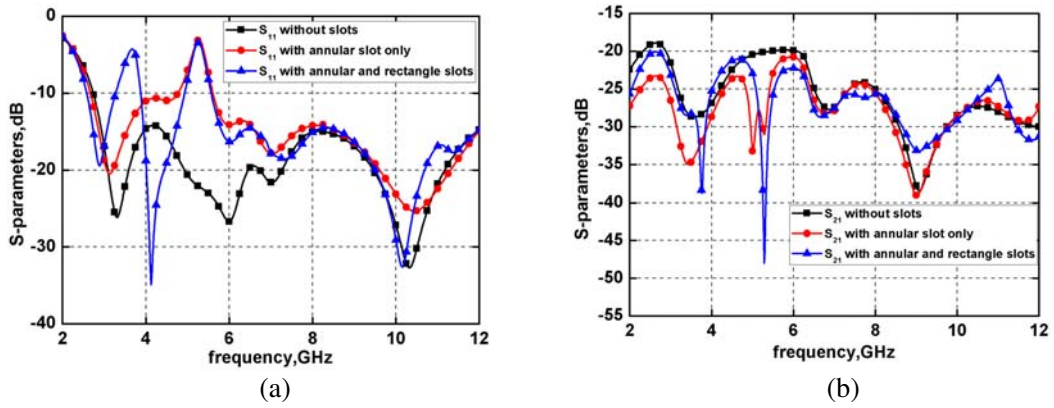 S11 without slots
S11 with annular slot only
S11 with annular and rectangle slots
S-parameters,dB
0
-10
-20
-30
-40
2 4 6 8 10 12
frequency,GHz
(a)
S-parameters,dB
-15
-20
-25
-30
-35
-40
-45
-50
-55
S21 without slots
S21 with annular slot only
S21 with annular and rectangle slots
2 4 6 8 10 12
frequency,GHz
(b)